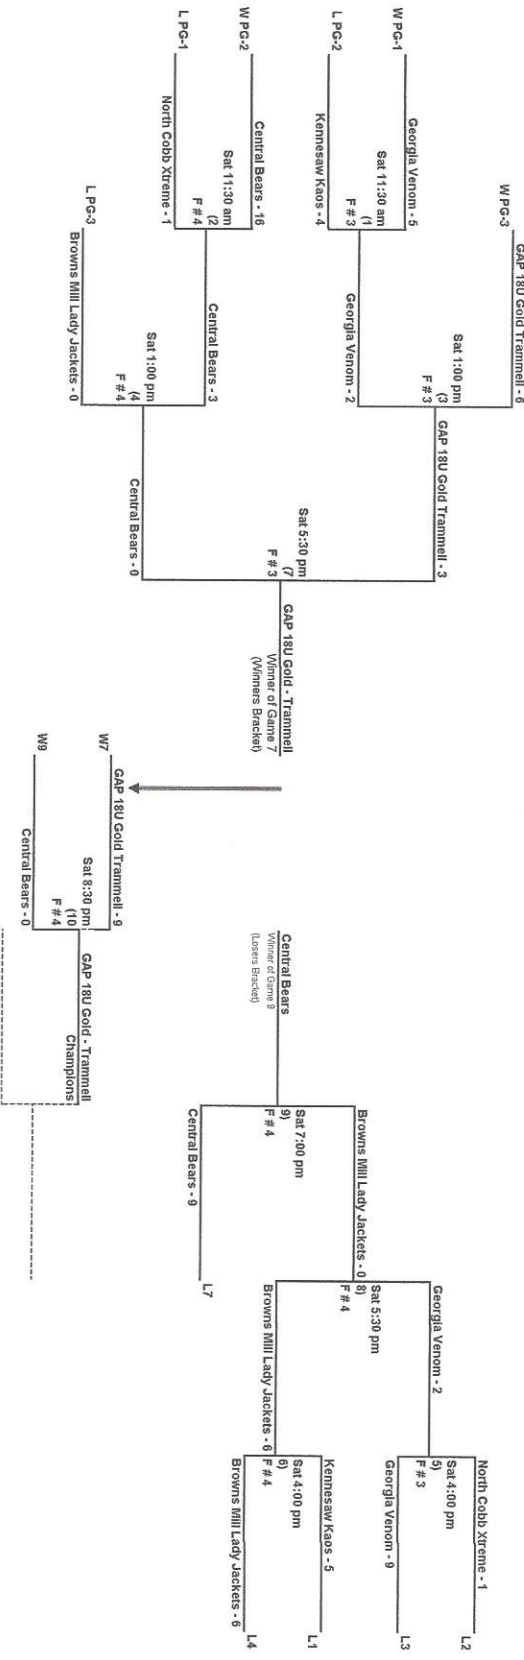 W PG-3
GAP 18U Gold Trammell - 6
Sat 1:00 pm
(3
F # 3
GAP 18U Gold Trammell - 3
W PG-1
Georgia Venom - 5
Sat 11:30 am
(1
F # 3
Georgia Venom - 2
L PG-2
Kennesaw Kaos - 4
Sat 5:30 pm
(7
F # 3
GAP 18U Gold - Trammell
Winner of Game 7
(Winners Bracket)
W PG-2
Central Bears - 16
Sat 11:30 am
(2
F # 4
Central Bears - 3
L PG-1
North Cobb Xtreme - 1
Sat 1:00 pm
(4
F # 4
Central Bears - 0
L PG-3
Browns Mill Lady Jackets - 0
W7
GAP 18U Gold Trammell - 9
Sat 8:30 pm
(10
F # 4
GAP 18U Gold - Trammell
Champions
W9
Central Bears - 0
North Cobb Xtreme - 1
L2
Sat 4:00 pm
5)
F # 3
Georgia Venom - 2
Georgia Venom - 9
L3
Sat 5:30 pm
8)
F # 4
Browns Mill Lady Jackets - 0
Kennesaw Kaos - 5
L1
Sat 4:00 pm
6)
F # 4
Browns Mill Lady Jackets - 6
Browns Mill Lady Jackets - 6
L4
Sat 7:00 pm
9)
F # 4
Central Bears
Winner of Game 9
(Losers Bracket)
Central Bears - 9
L7